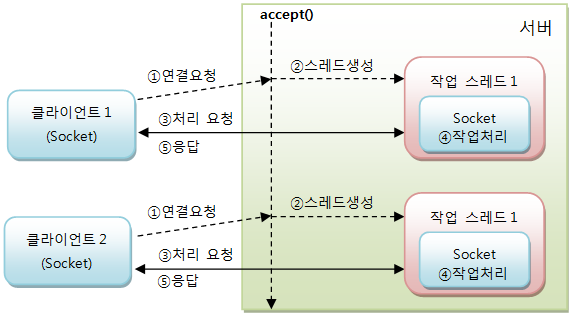 accept()
서버
①연결요청
②스레드생성
작업 스레드1
클라이언트1
(Socket)
③처리 요청
⑤응답
Socket
④작업처리
①연결요청
②스레드생성
작업 스레드1
클라이언트2
(Socket)
③처리 요청
⑤응답
Socket
④작업처리